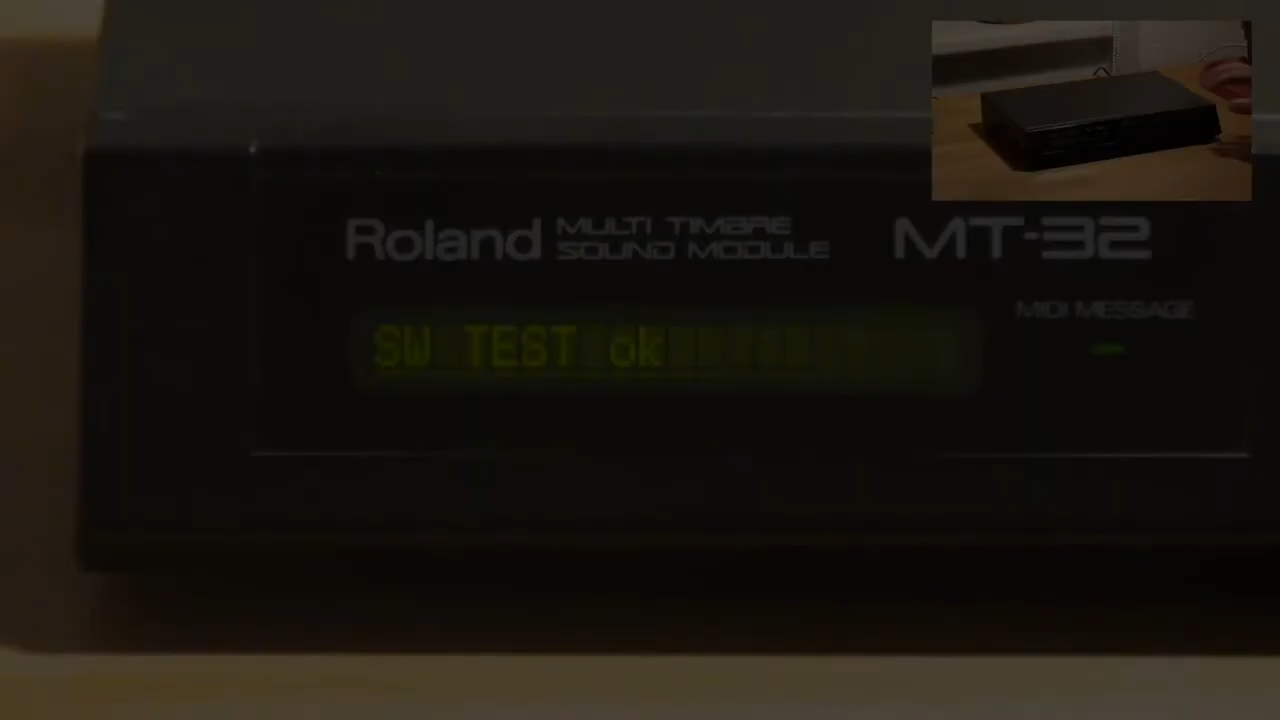 Roland MULTI TIMBRE
SOUND MODULE
MT-32
MIDI MESSAGE
SW TEST ok